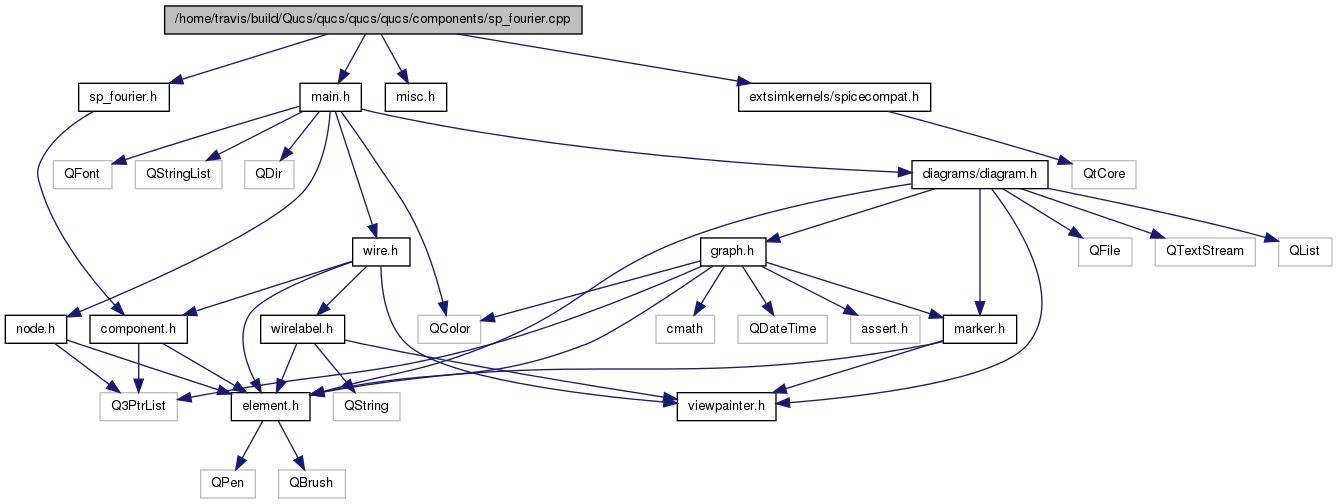 /home/travis/build/Qucs/qucs/qucs/qucs/components/sp_fourier.cpp
sp_fourier.h
main.h
misc.h
extsimkernels/spicecompat.h
QFont
QStringList
QDir
diagrams/diagram.h
QtCore
wire.h
graph.h
QFile
QTextStream
QList
node.h
component.h
wirelabel.h
QColor
cmath
QDateTime
assert.h
marker.h
Q3PtrList
element.h
QString
viewpainter.h
QPen
QBrush